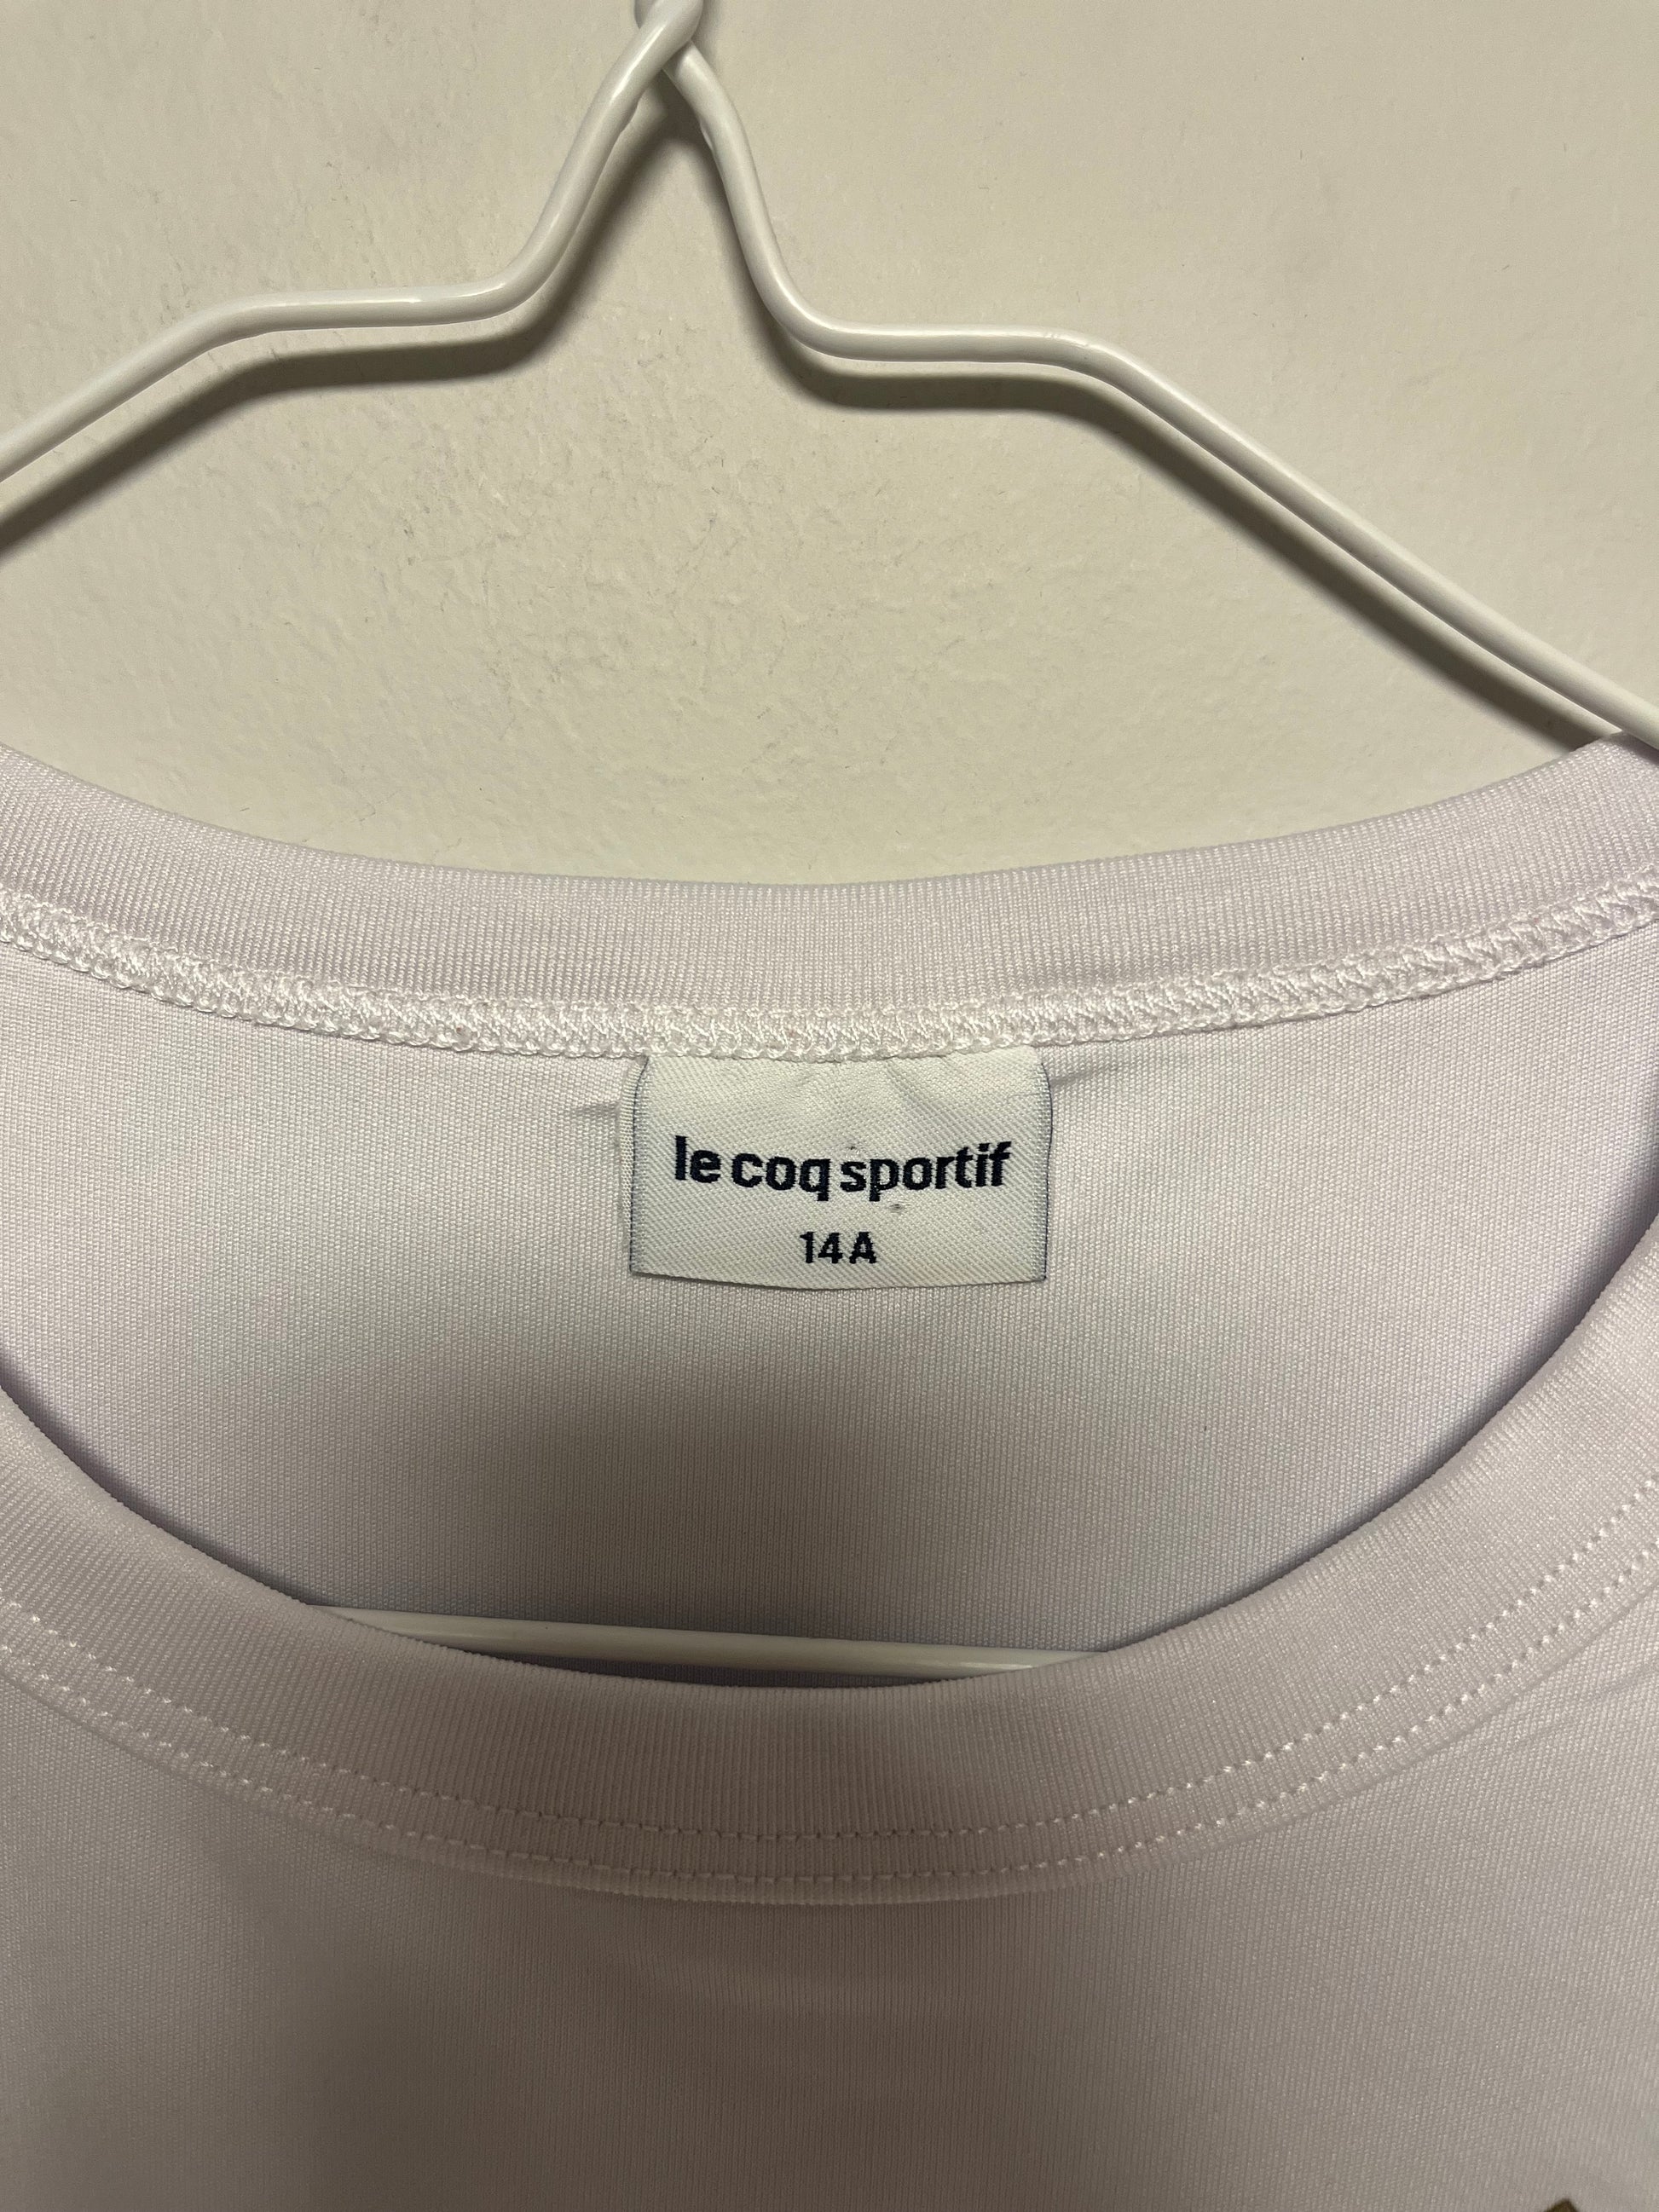 le coq sportif
14A